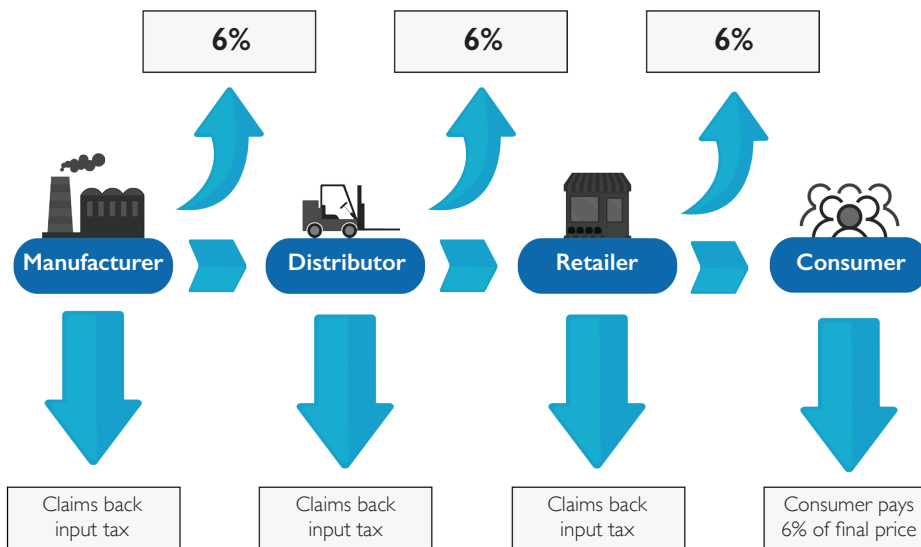 6%
6%
6%
Manufacturer
Distributor
Retailer
Consumer
Claims back
input tax
Claims back
input tax
Claims back
input tax
Consumer pays
6% of final price